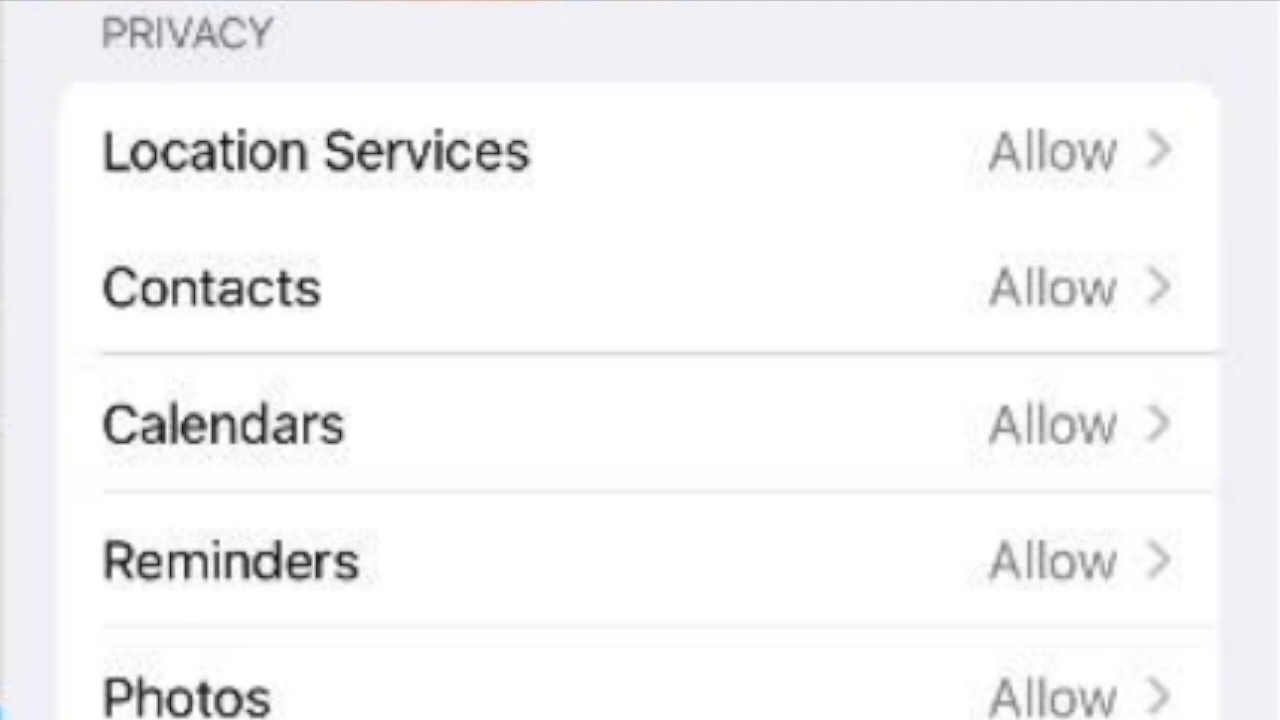 PRIVACY
Location Services Allow
Contacts Allow
Calendars Allow
Reminders Allow
Photos Allow